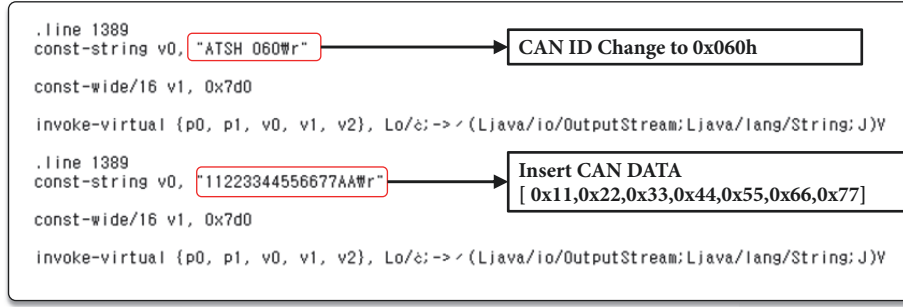 .line 1389
const-string v0, "ATSH 060₩r"
CAN ID Change to 0x060h
const-wide/16 v1, 0x7d0
invoke-virtual {p0, p1, v0, v1, v2}, Lo/ċ;->ˊ(Ljava/io/OutputStream;Ljava/lang/String;J)V
.line 1389
const-string v0, "11223344556677AA₩r"
Insert CAN DATA
[ 0x11,0x22,0x33,0x44,0x55,0x66,0x77]
const-wide/16 v1, 0x7d0
invoke-virtual {p0, p1, v0, v1, v2}, Lo/ċ;->ˊ(Ljava/io/OutputStream;Ljava/lang/String;J)V